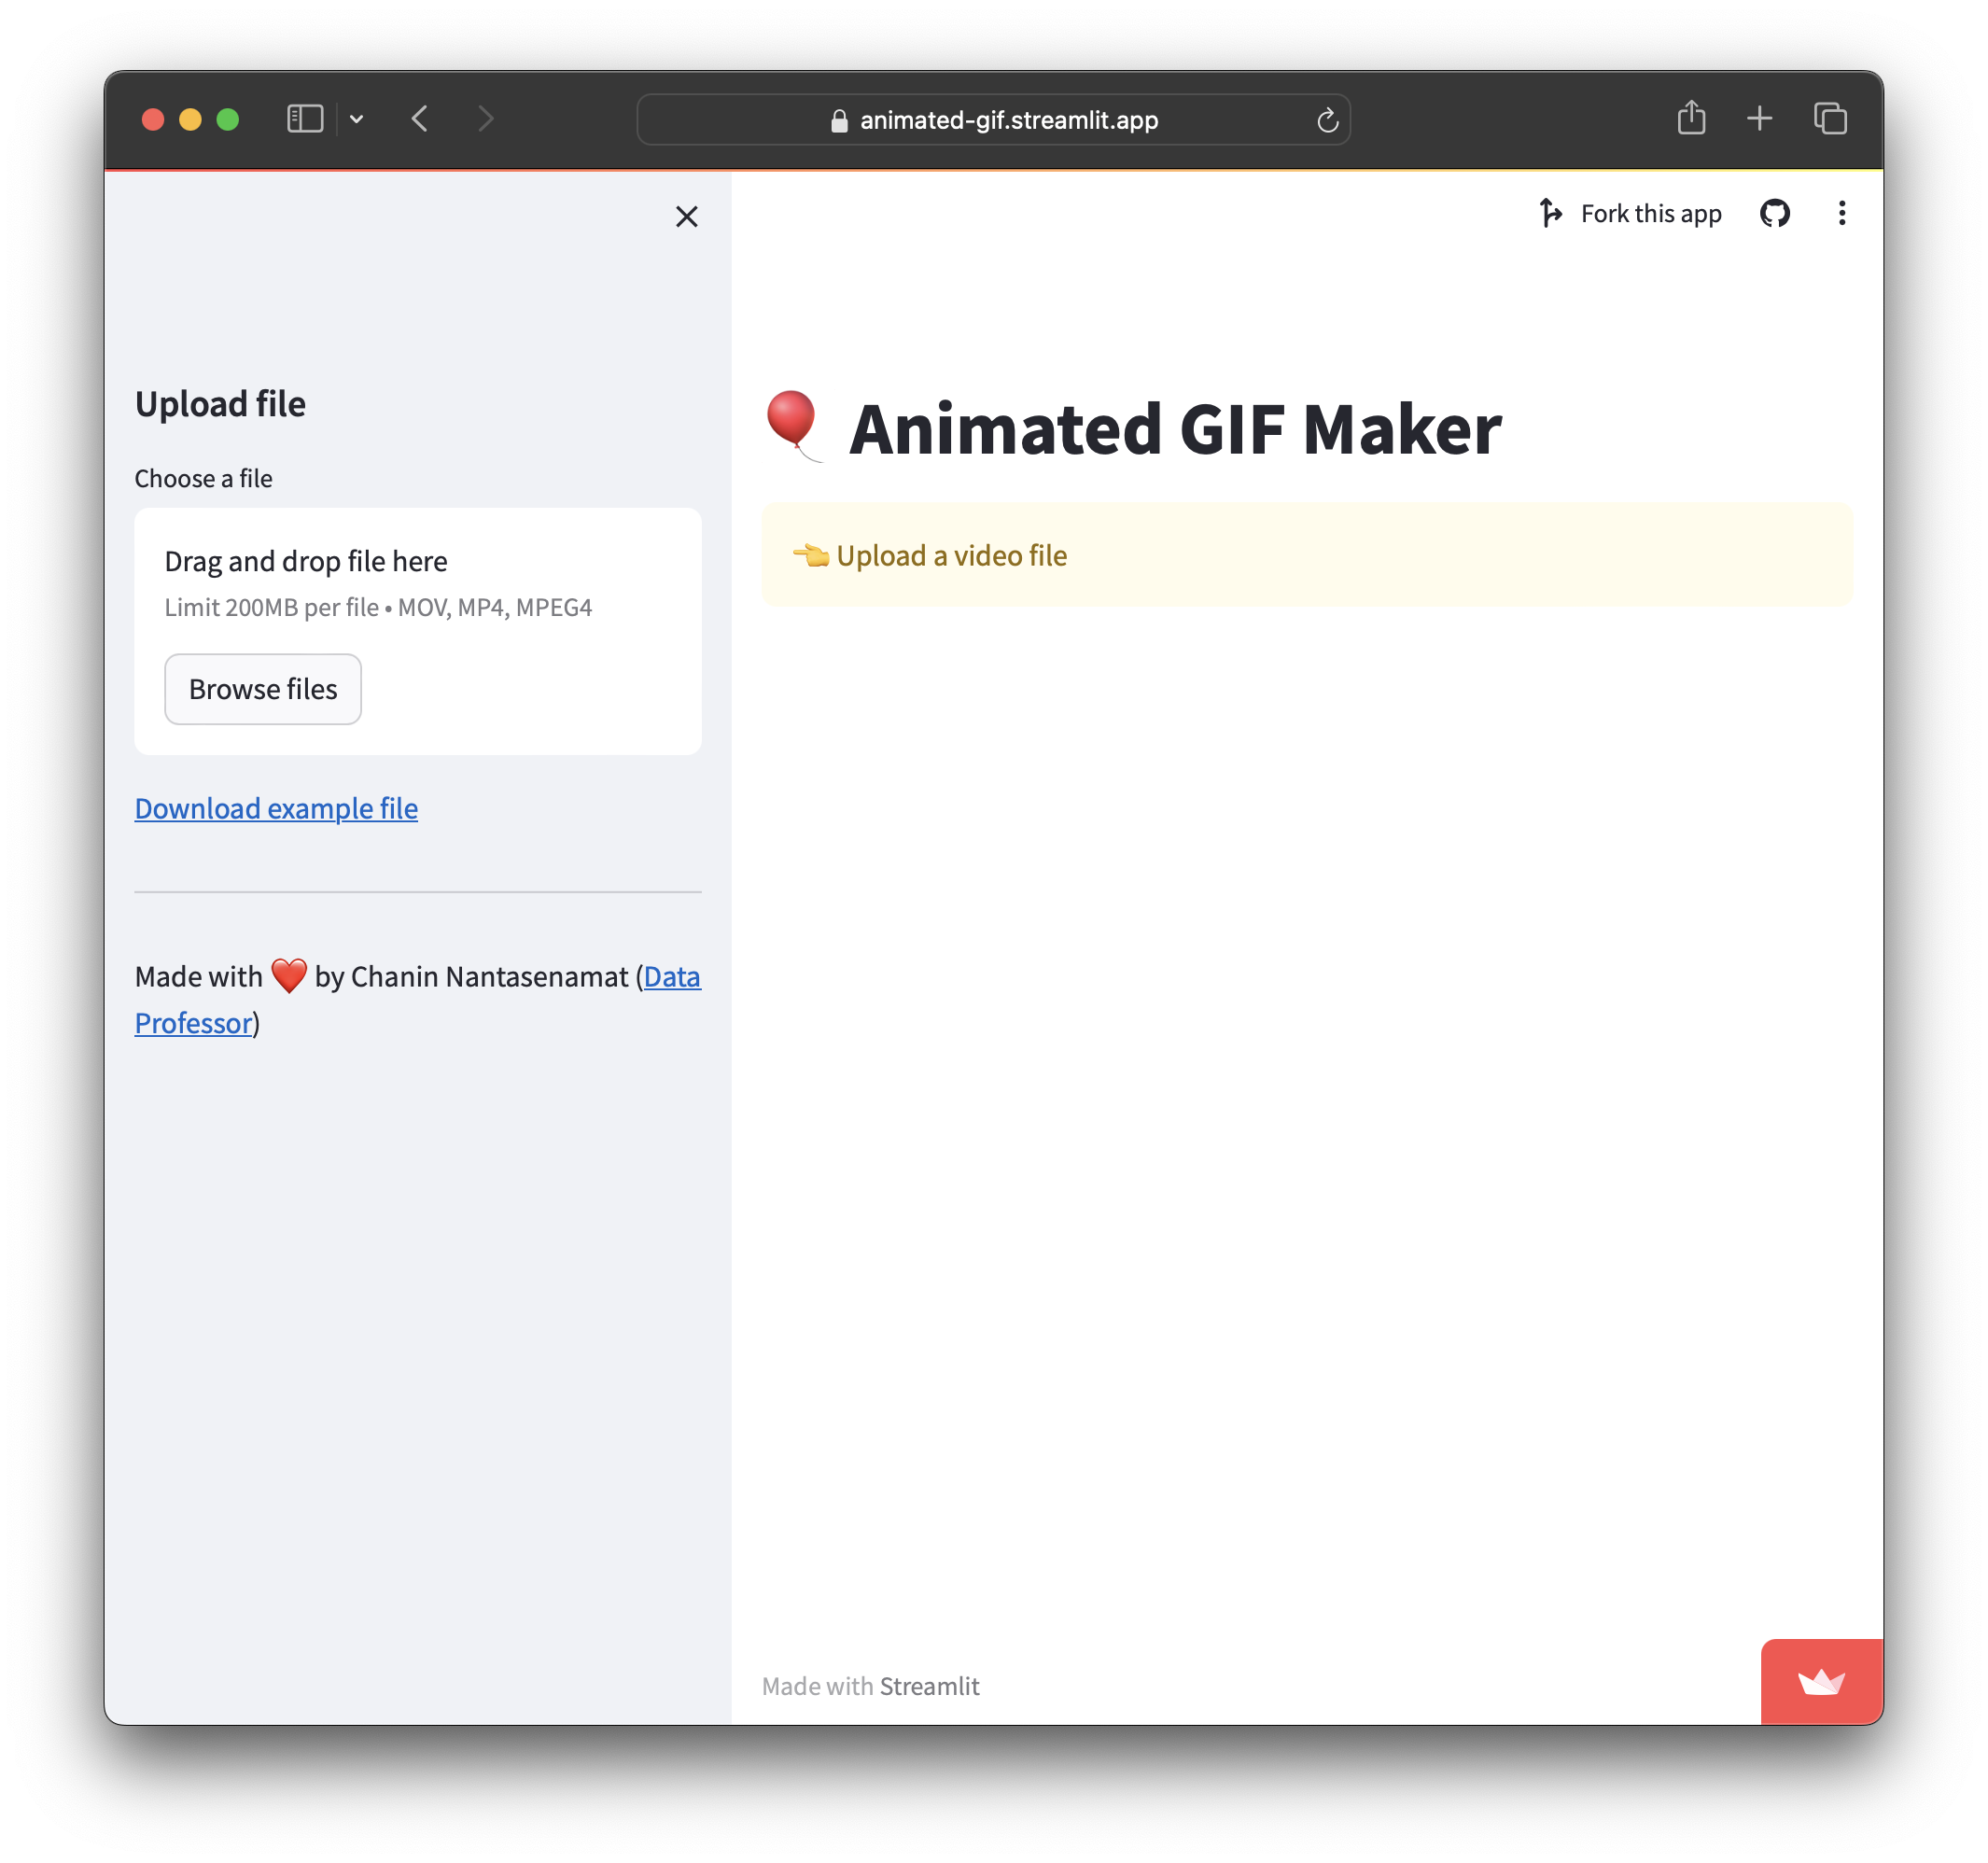 animated-gif.streamlit.app
Fork this app
Upload file
Choose a file
Drag and drop file here
Limit 200MB per file • MOV, MP4, MPEG4
Browse files
Download example file
Made with ❤️ by Chanin Nantasenamat (Data
Professor)
🎈 Animated GIF Maker
👈 Upload a video file
Made with Streamlit